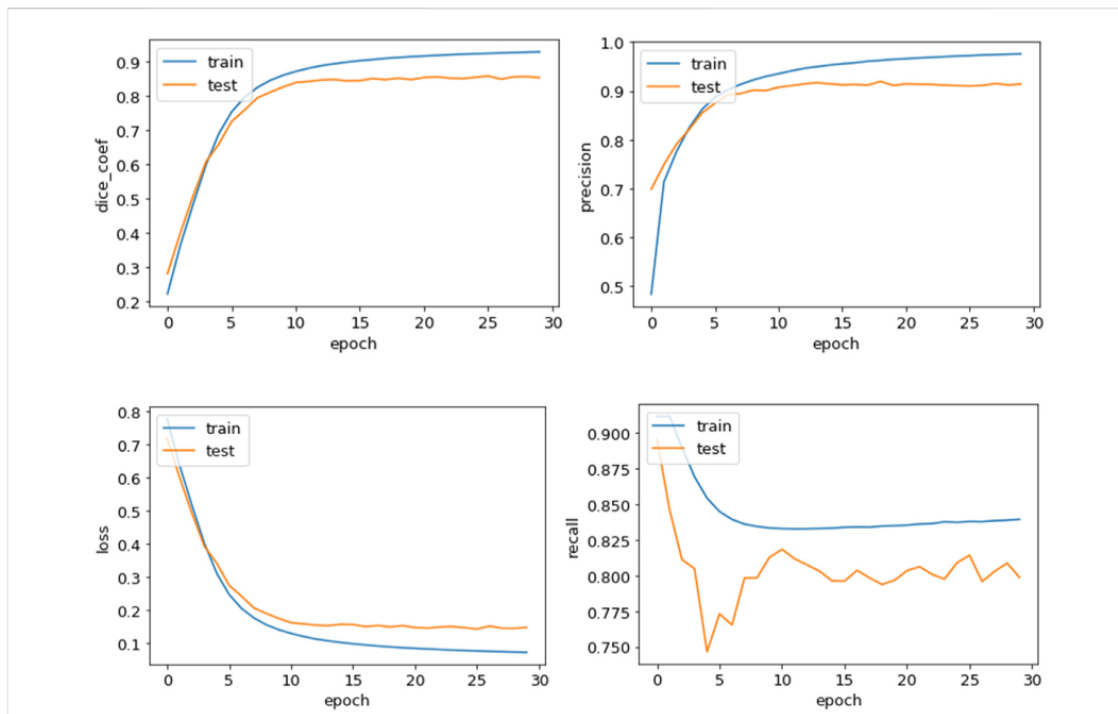 train
test
0.9
0.8
0.7
0.6
0.5
0.4
0.3
0.2
dice_coef
0 5 10 15 20 25 30
epoch
train
test
1.0
0.9
0.8
0.7
0.6
0.5
precision
0 5 10 15 20 25 30
epoch
train
test
0.8
0.7
0.6
0.5
0.4
0.3
0.2
0.1
loss
0 5 10 15 20 25 30
epoch
train
test
0.900
0.875
0.850
0.825
0.800
0.775
0.750
recall
0 5 10 15 20 25 30
epoch